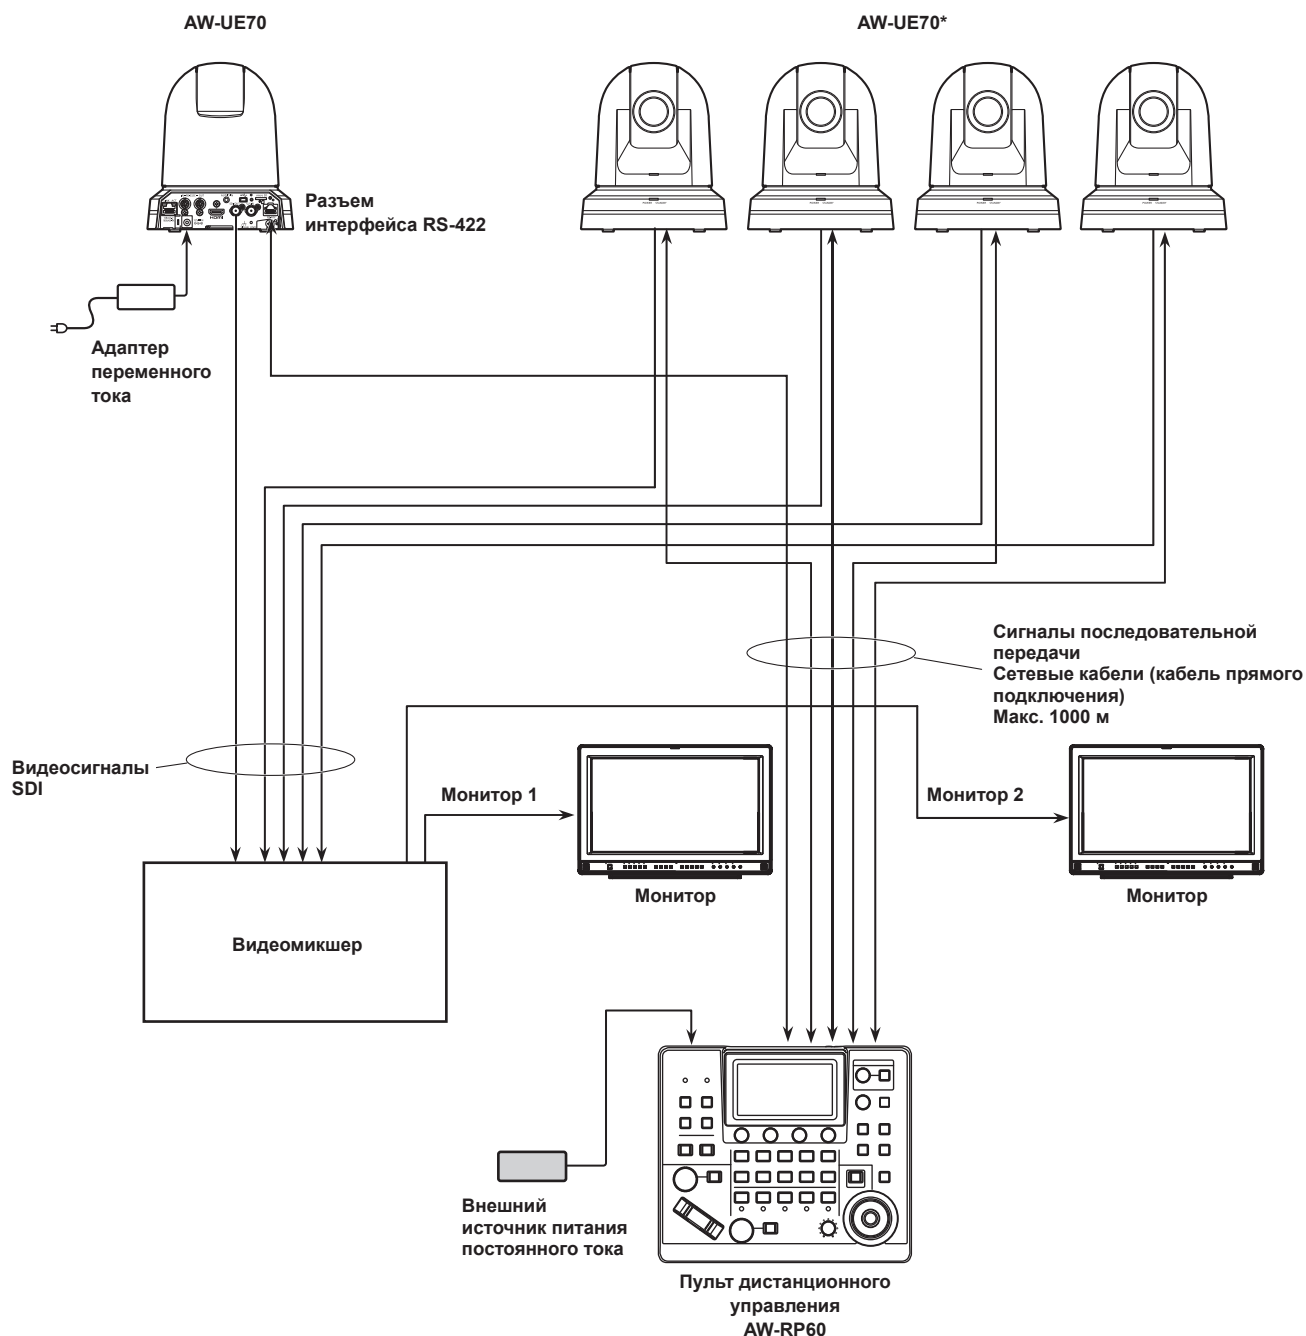 AW-UE70
AW-UE70*
Разъем
интерфейса RS-422
Адаптер
переменного
тока
Сигналы последовательной
передачи
Сетевые кабели (кабель прямого
подключения)
Макс. 1000 м
Видеосигналы
SDI
Монитор 1
Монитор 2
Монитор
Монитор
Видеомикшер
Внешний
источник питания
постоянного тока
Пульт дистанционного
управления
AW-RP60